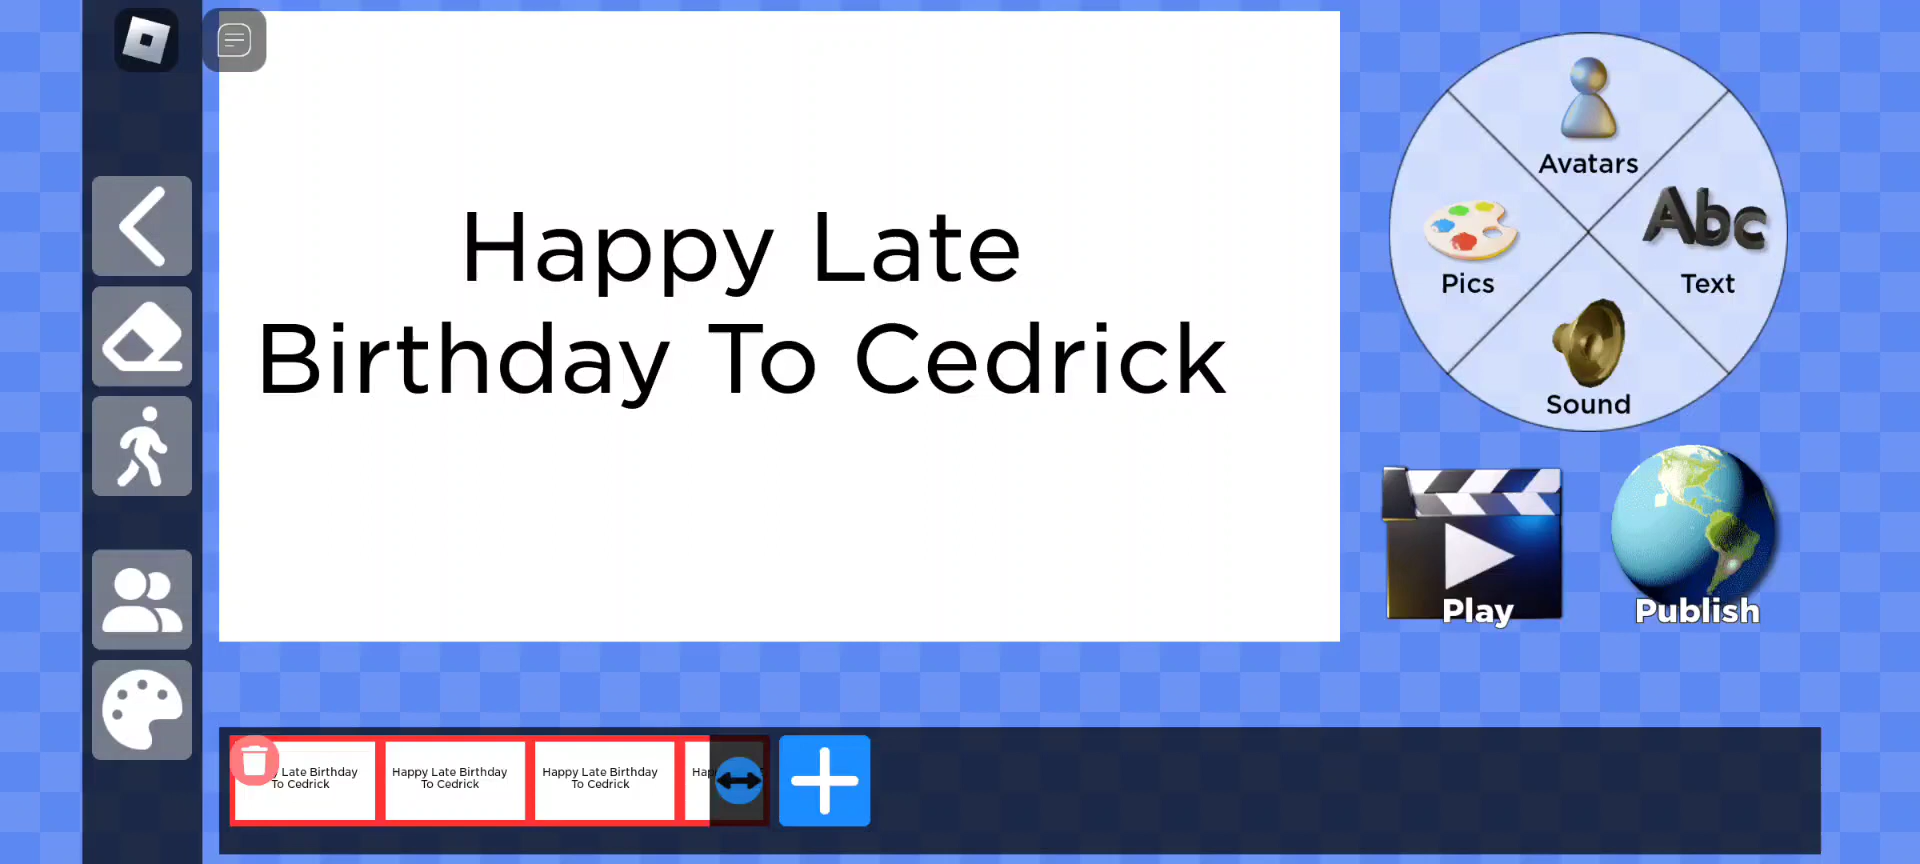 Happy Late
Birthday To Cedrick
Avatars
Pics
Abc
Text
Sound
Play
Publish
Late Birthday
To Cedrick
Happy Late Birthday
To Cedrick
Happy Late Birthday
To Cedrick